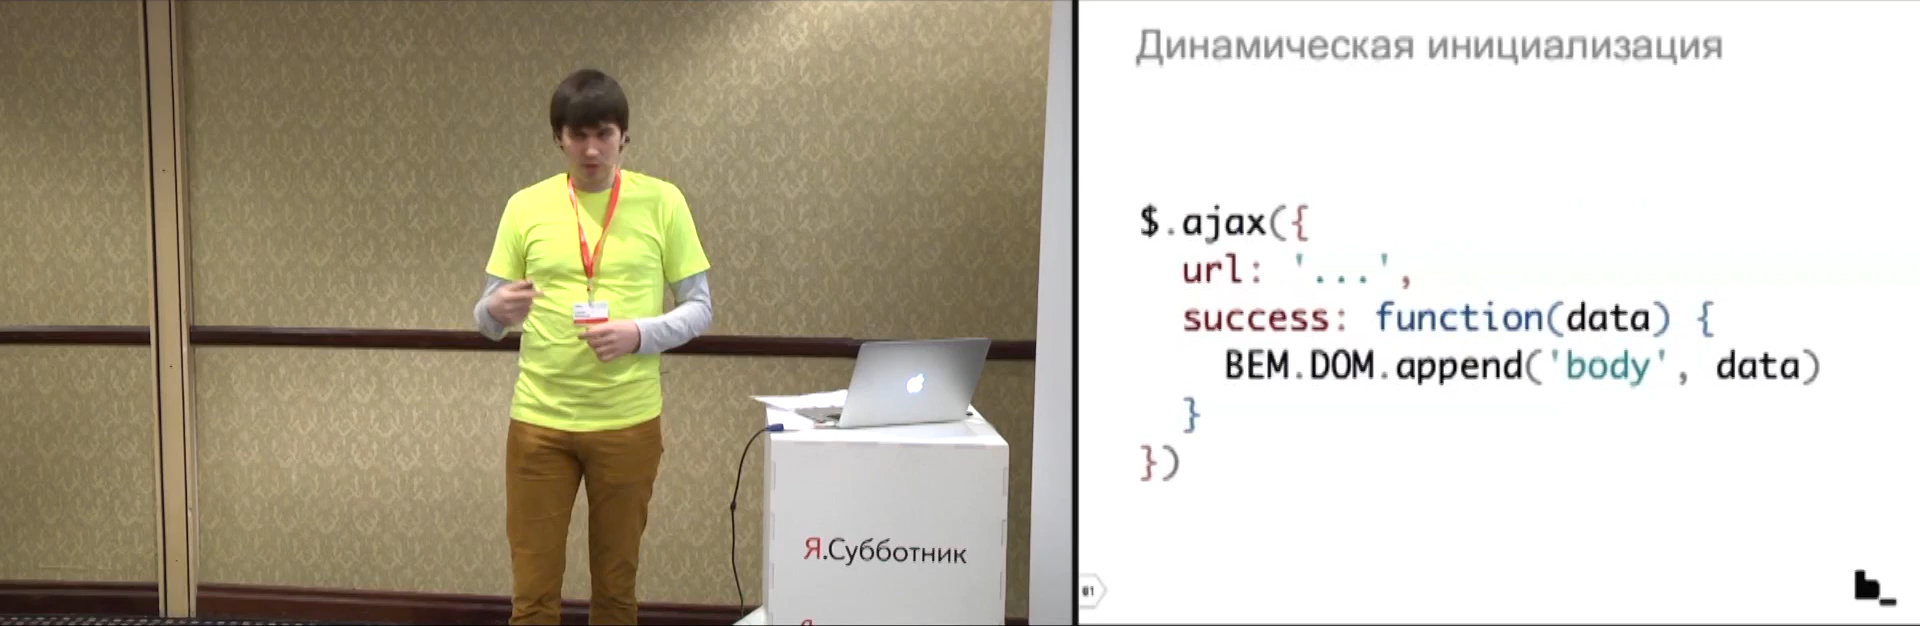 Динамическая инициализация
$.ajax({
url: '...',
success: function(data) {
BEM.DOM.append('body', data)
}
})
Я.Субботник